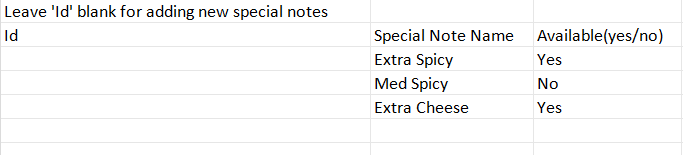 Leave 'Id' blank for adding new special notes
Id Special Note Name Available(yes/no)
Extra Spicy Yes
Med Spicy No
Extra Cheese Yes